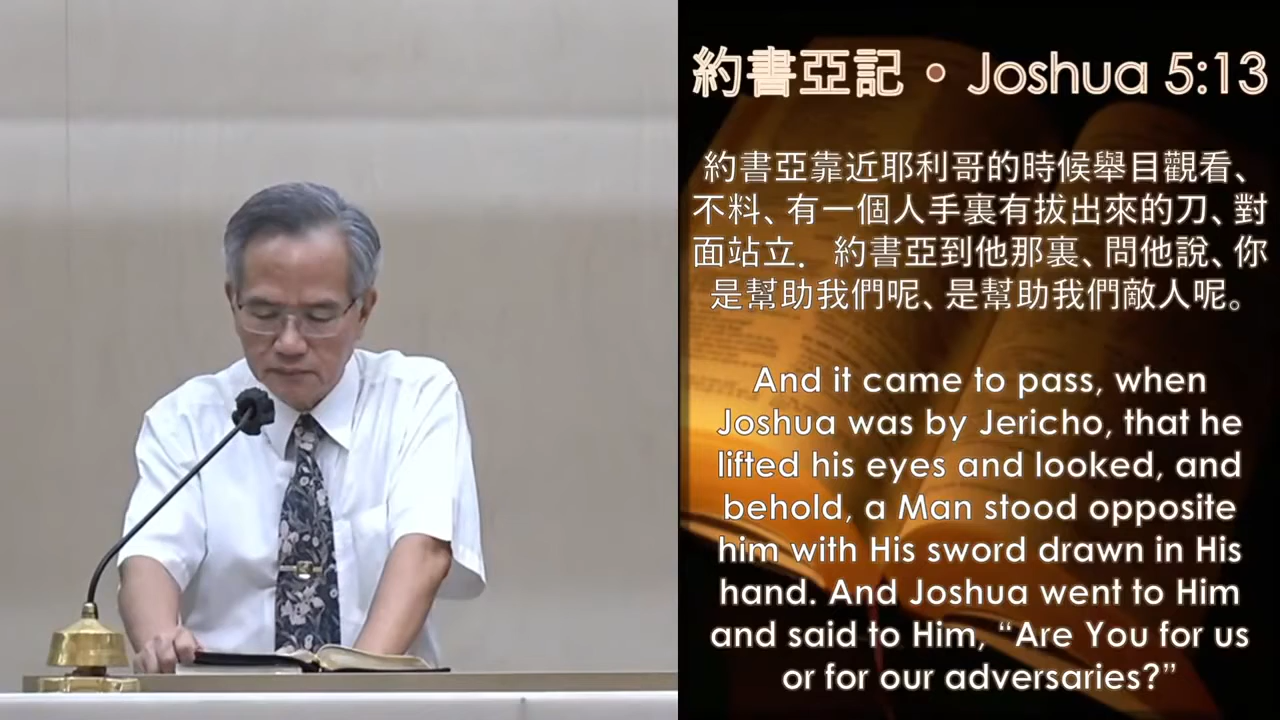 約書亞記 • Joshua 5:13
約書亞靠近耶利哥的時候舉目觀看、
不料、有一個人手裏有拔出來的刀、對
面站立． 約書亞到他那裏、問他說、你
是幫助我們呢、是幫助我們敵人呢。
And it came to pass, when
Joshua was by Jericho, that he
lifted his eyes and looked, and
behold, a Man stood opposite
him with His sword drawn in His
hand. And Joshua went to Him
and said to Him, “Are You for us
or for our adversaries?”